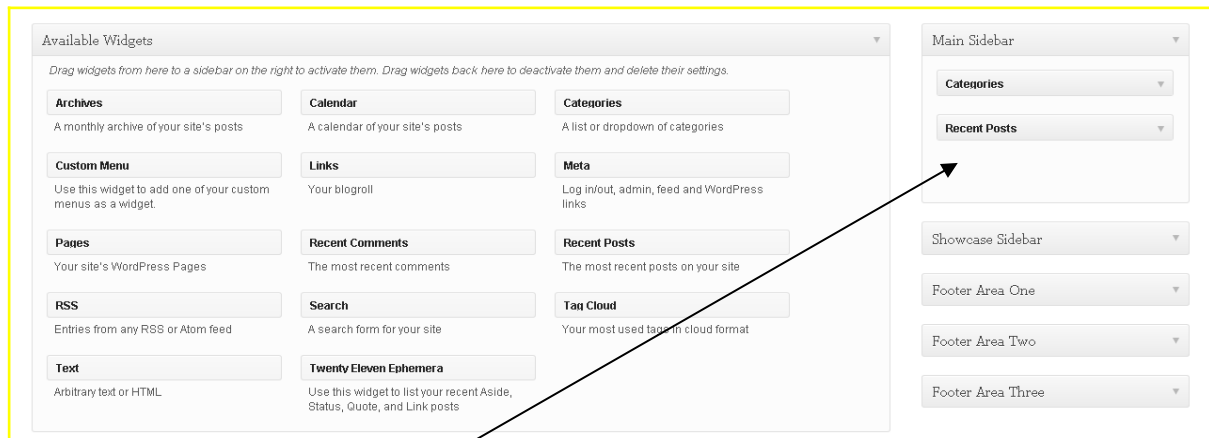 Available Widgets
Drag widgets from here to a sidebar on the right to activate them. Drag widgets back here to deactivate them and delete their settings.
Archives
A monthly archive of your site's posts
Calendar
A calendar of your site's posts
Categories
A list or dropdown of categories
Custom Menu
Use this widget to add one of your custom
menus as a widget.
Links
Your blogroll
Meta
Log in/out, admin, feed and WordPress
links
Pages
Your site's WordPress Pages
Recent Comments
The most recent comments
Recent Posts
The most recent posts on your site
RSS
Entries from any RSS or Atom feed
Search
A search form for your site
Tag Cloud
Your most used tags in cloud format
Text
Arbitrary text or HTML
Twenty Eleven Ephemera
Use this widget to list your recent Aside,
Status, Quote, and Link posts
Main Sidebar
Categories
Recent Posts
Showcase Sidebar
Footer Area One
Footer Area Two
Footer Area Three